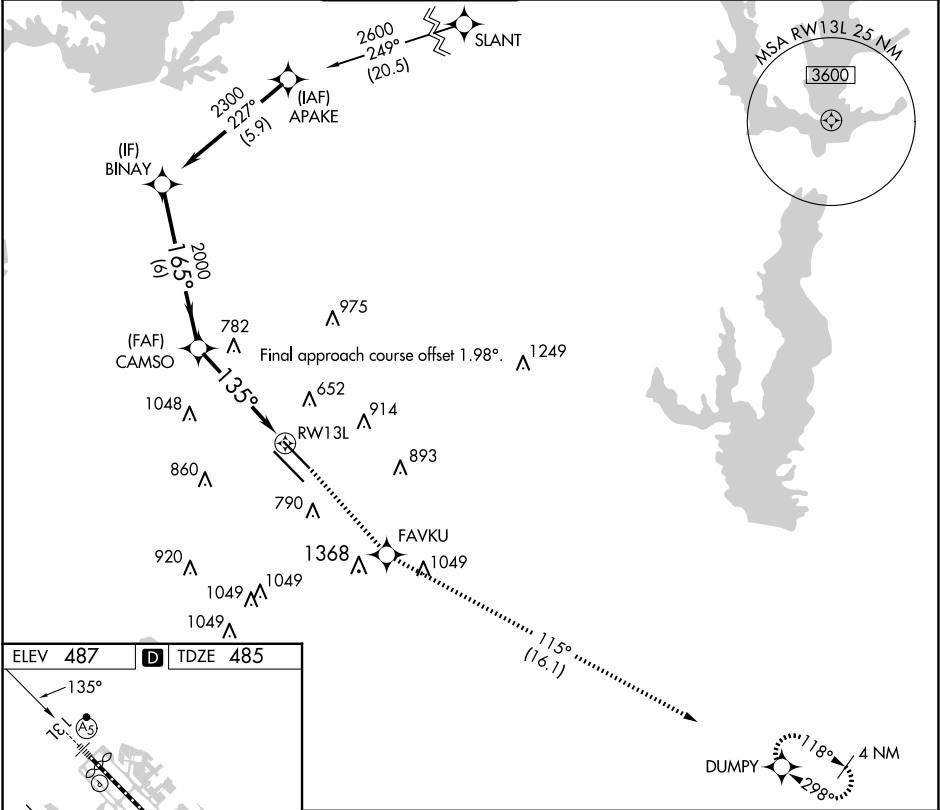 2600
249°
(20.5)
SLANT
MSA RW13L 25 NM
3600
2300
227°
(5.9)
(IAF)
APAKE
(IF)
BINAY
2000
165°
(6)
975
782
(FAF)
CAMSO
Final approach course offset 1.98°.
1249
135°
652
1048
914
RW13L
893
860
790
FAVKU
1368
1049
920
1049
1049
1049
115°
(16.1)
ELEV 487 D TDZE 485
135°
13L
A5
P
DUMPY
118°
4 NM
298°